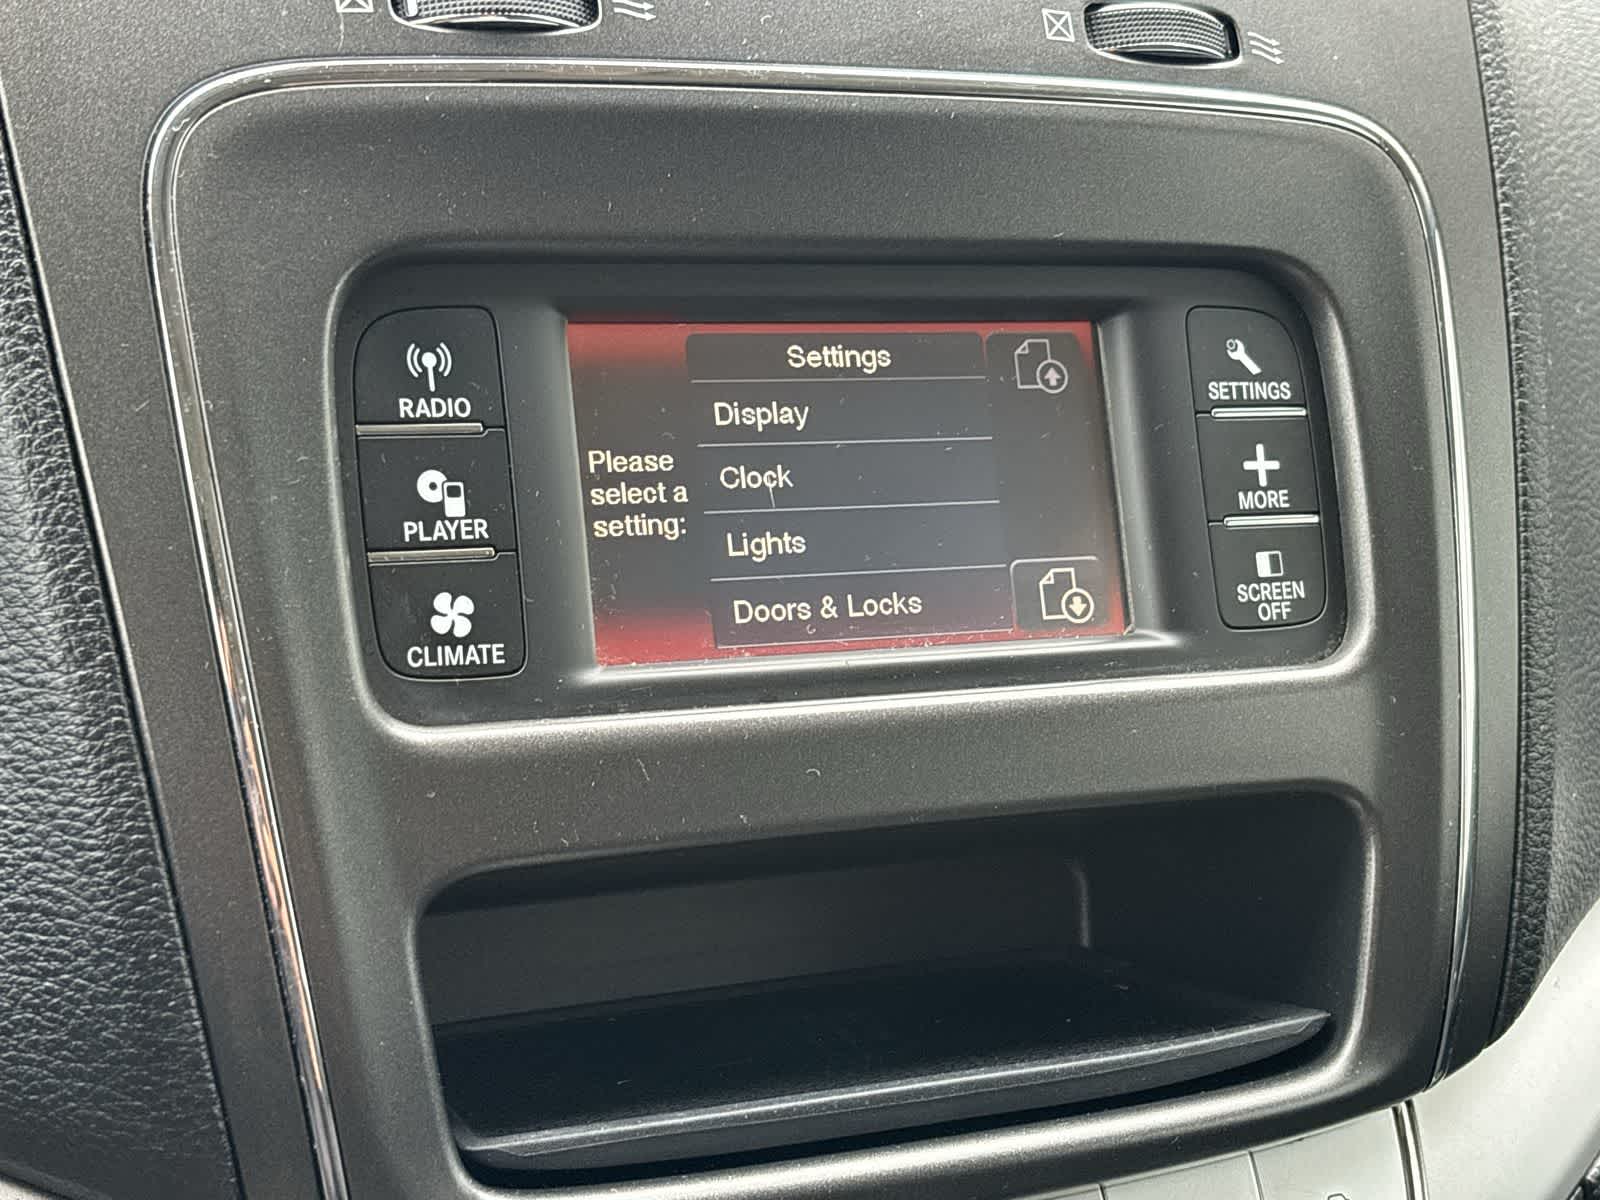 RADIO
PLAYER
CLIMATE
Settings
Display
Clock
Lights
Doors & Locks
Please
select a
setting:
SETTINGS
MORE
SCREEN
OFF